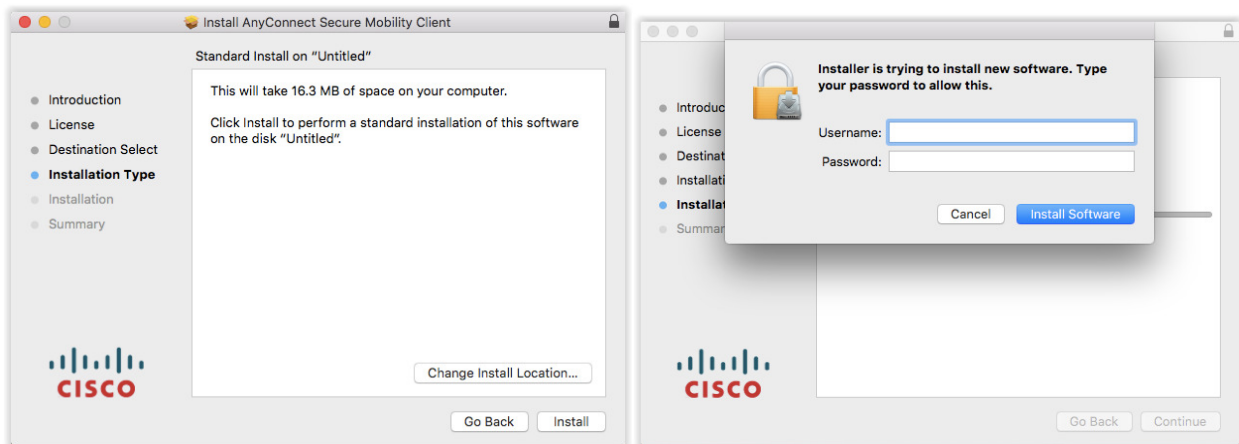 Install AnyConnect Secure Mobility Client
Standard Install on “Untitled”
Introduction
License
Destination Select
Installation Type
Installation
Summary
This will take 16.3 MB of space on your computer.
Click Install to perform a standard installation of this software
on the disk “Untitled”.
Change Install Location...
CISCO
Go Back
Install
Installer is trying to install new software. Type
your password to allow this.
Username:
Password:
Cancel
Install Software
Introduc
License
Destinat
Installati
Installat
Summar
CISCO
Go Back
Continue